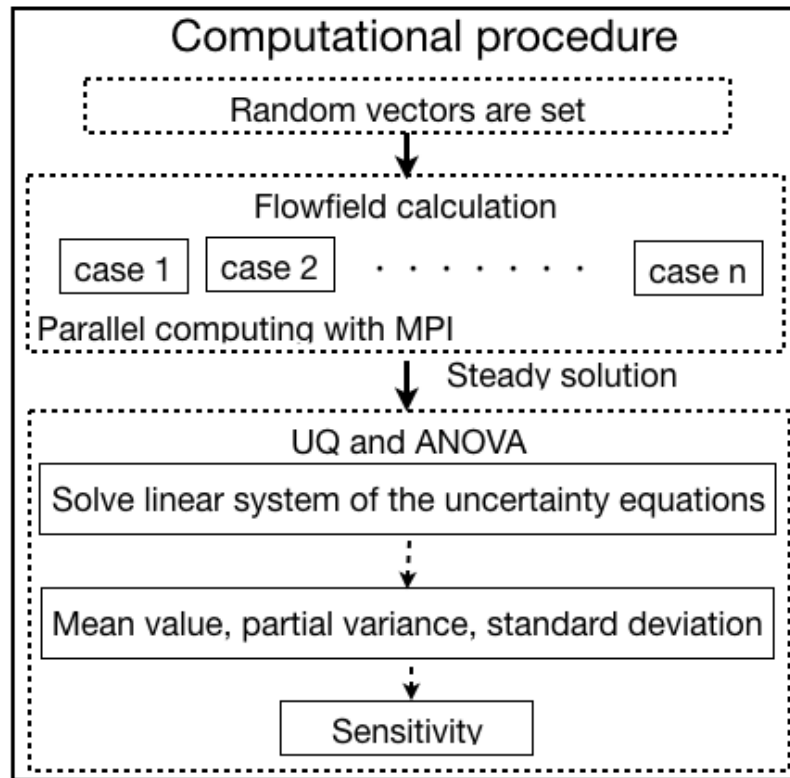 Computational procedure
Random vectors are set
Flowfield calculation
case 1 case 2 · · · · · · · case n
Parallel computing with MPI
Steady solution
UQ and ANOVA
Solve linear system of the uncertainty equations
Mean value, partial variance, standard deviation
Sensitivity